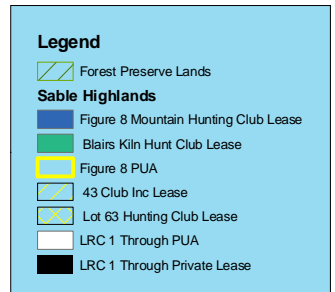 Legend
Forest Preserve Lands
Sable Highlands
Figure 8 Mountain Hunting Club Lease
Blairs Kiln Hunt Club Lease
Figure 8 PUA
43 Club Inc Lease
Lot 63 Hunting Club Lease
LRC 1 Through PUA
LRC 1 Through Private Lease